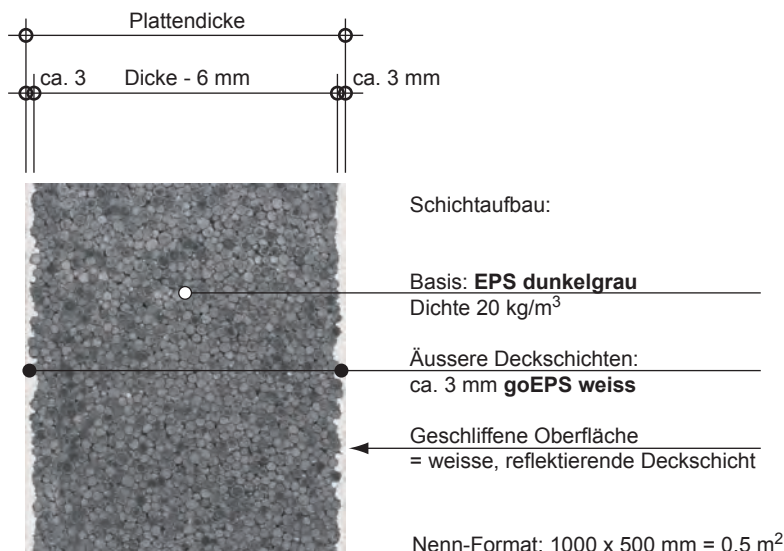 Plattendicke
ca. 3 Dicke - 6 mm ca. 3 mm
Schichtaufbau:
Basis: EPS dunkelgrau
Dichte 20 kg/m³
Äussere Deckschichten:
ca. 3 mm goEPS weiss
Geschliffene Oberfläche
= weisse, reflektierende Deckschicht
Nenn-Format: 1000 x 500 mm = 0.5 m²